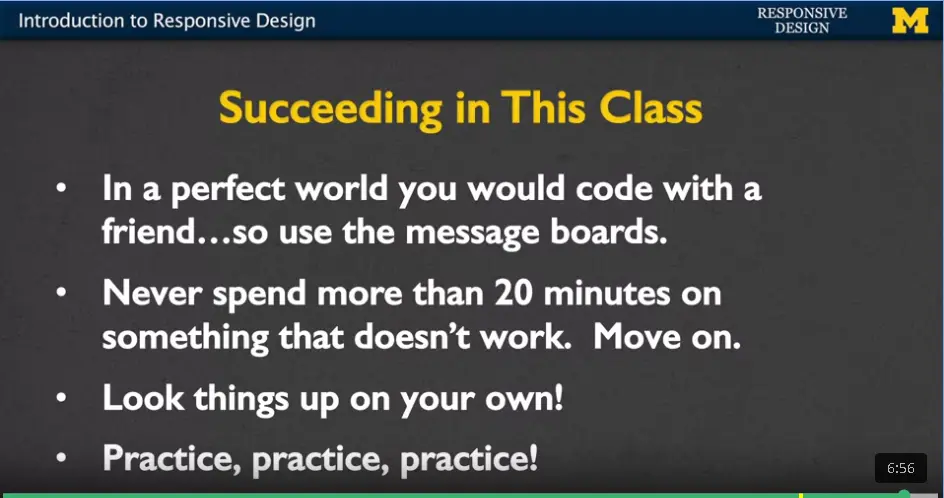 Introduction to Responsive Design
RESPONSIVE
DESIGN
M
Succeeding in This Class
• In a perfect world you would code with a
friend…so use the message boards.
• Never spend more than 20 minutes on
something that doesn't work.  Move on.
• Look things up on your own!
• Practice, practice, practice!
6:56